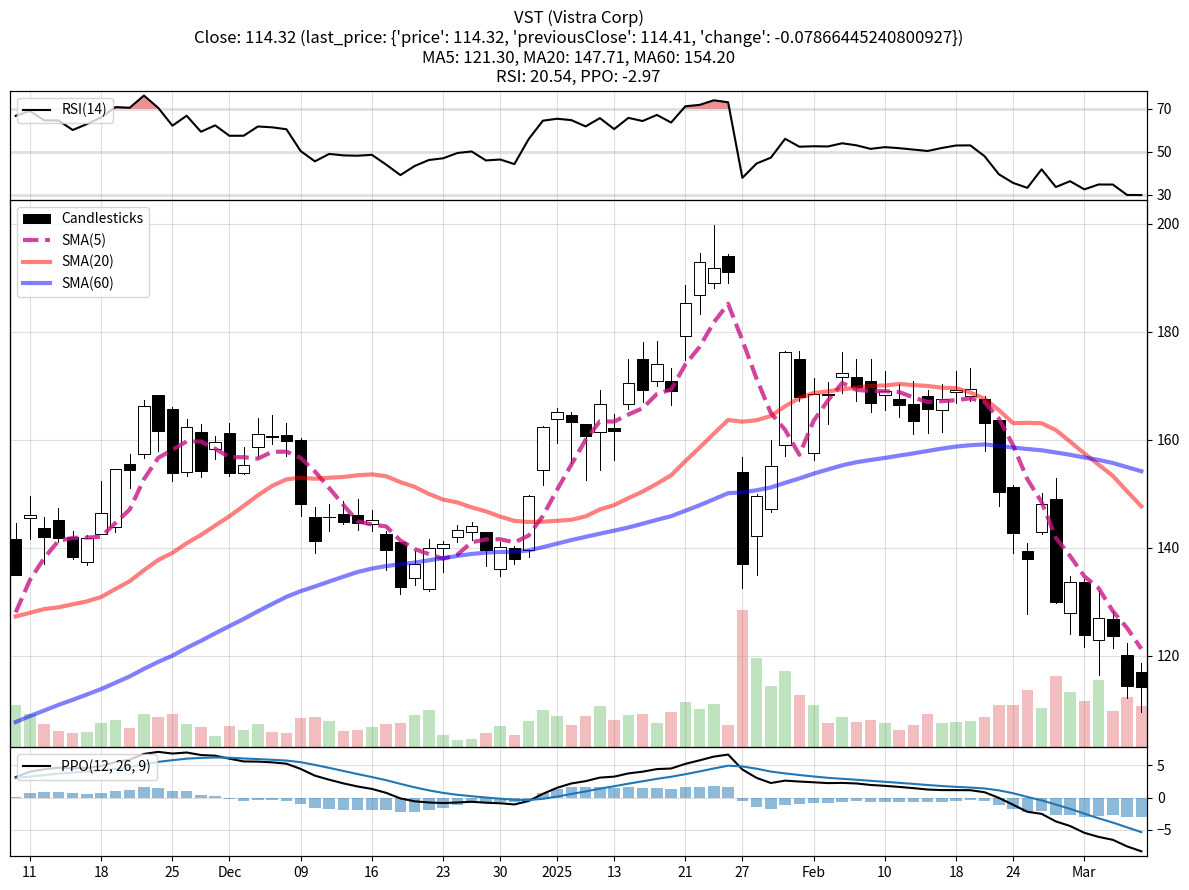 VST (Vistra Corp)
Close: 114.32 (last_price: {'price': 114.32, 'previousClose': 114.41, 'change': -0.07866445240800927})
MA5: 121.30, MA20: 147.71, MA60: 154.20
RSI: 20.54, PPO: -2.97
RSI(14)
70
50
30
Candlesticks
SMA(5)
SMA(20)
SMA(60)
200
180
160
140
120
PPO(12, 26, 9)
5
0
−5
11 18 25 Dec 09 16 23 30 2025 13 21 27 Feb 10 18 24 Mar